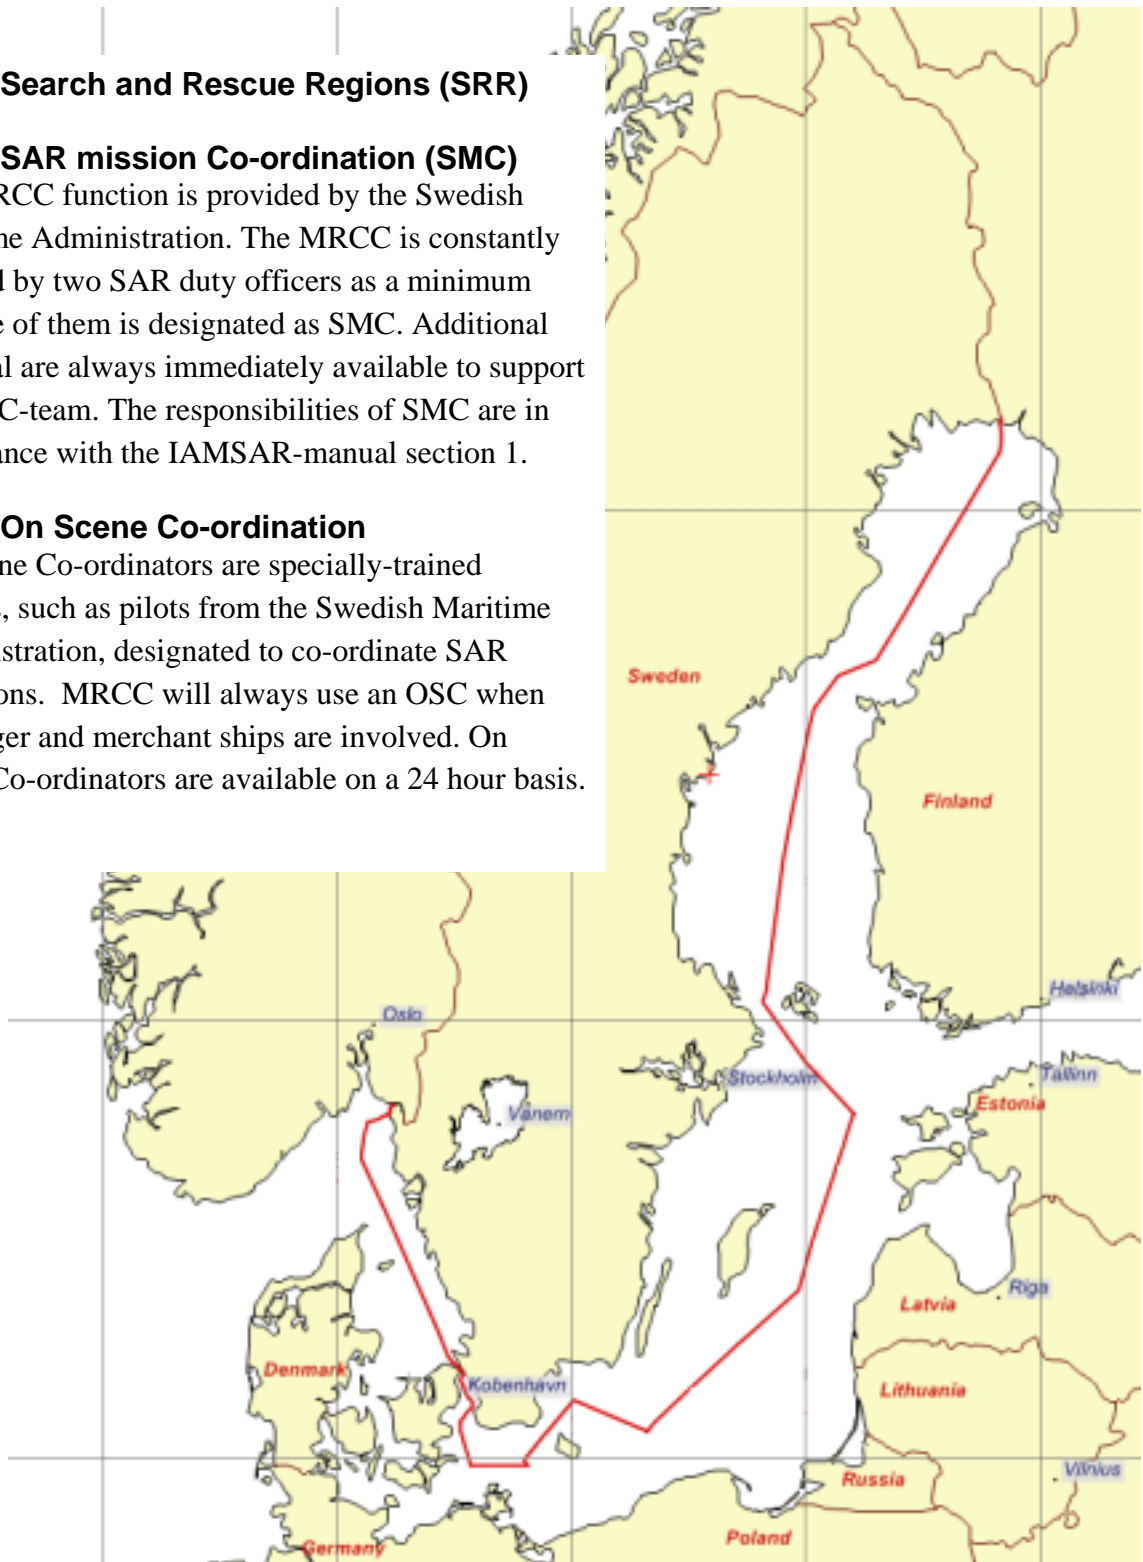 Search and Rescue Regions (SRR)
SAR mission Co-ordination (SMC)
RCC function is provided by the Swedish
ne Administration. The MRCC is constantly
d by two SAR duty officers as a minimum
e of them is designated as SMC. Additional
al are always immediately available to support
C-team. The responsibilities of SMC are in
ance with the IAMSAR-manual section 1.
On Scene Co-ordination
ne Co-ordinators are specially-trained
s, such as pilots from the Swedish Maritime
istration, designated to co-ordinate SAR
ons. MRCC will always use an OSC when
ger and merchant ships are involved. On
Co-ordinators are available on a 24 hour basis.
Sweden
Finland
Helsinki
Oslo
Stockholm
Tallinn
Estonia
Vänern
Riga
Latvia
Denmark
Kobenhavn
Lithuania
Vilnius
Russia
Poland
Germany